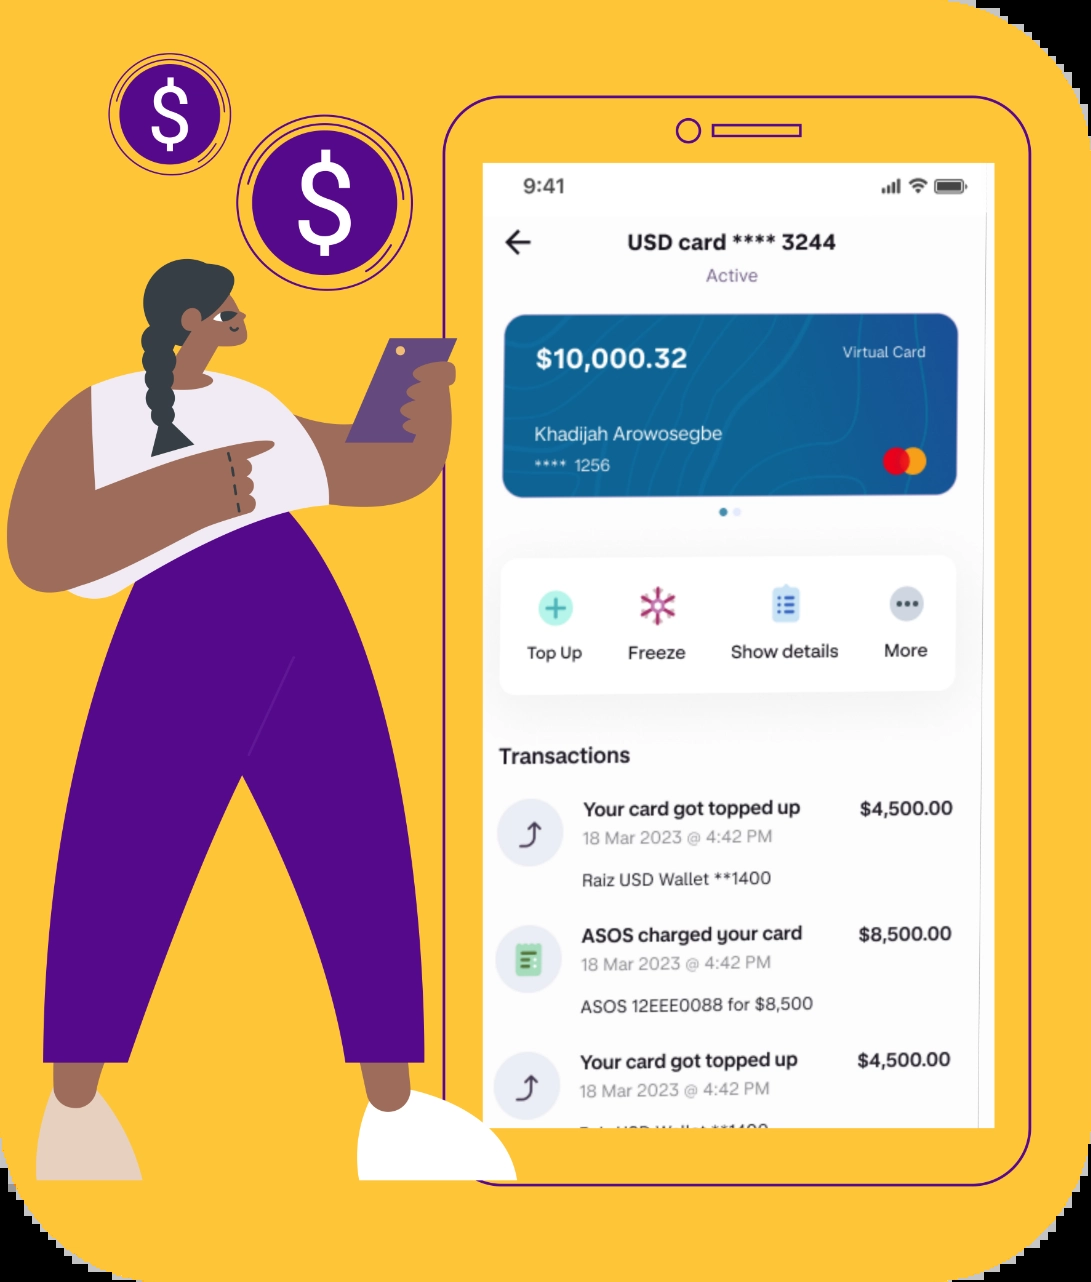 $
$
9:41
USD card **** 3244
Active
$10,000.32
Virtual Card
Khadijah Arowosegbe
**** 1256
Top Up
Freeze
Show details
More
Transactions
Your card got topped up
$4,500.00
18 Mar 2023 @ 4:42 PM
Raiz USD Wallet **1400
ASOS charged your card
$8,500.00
18 Mar 2023 @ 4:42 PM
ASOS 12EEE0088 for $8,500
Your card got topped up
$4,500.00
18 Mar 2023 @ 4:42 PM